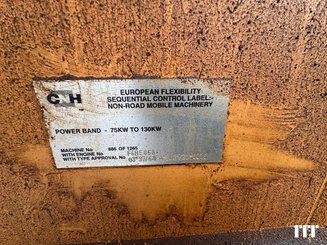 CNH
EUROPEAN FLEXIBILITY
SEQUENTIAL CONTROL LABEL-
NON-ROAD MOBILE MACHINERY
POWER BAND - 75KW TO 130KW
MACHINE No 886 OF 1265
WITH ENGINE No
WITH TYPE APPROVAL No